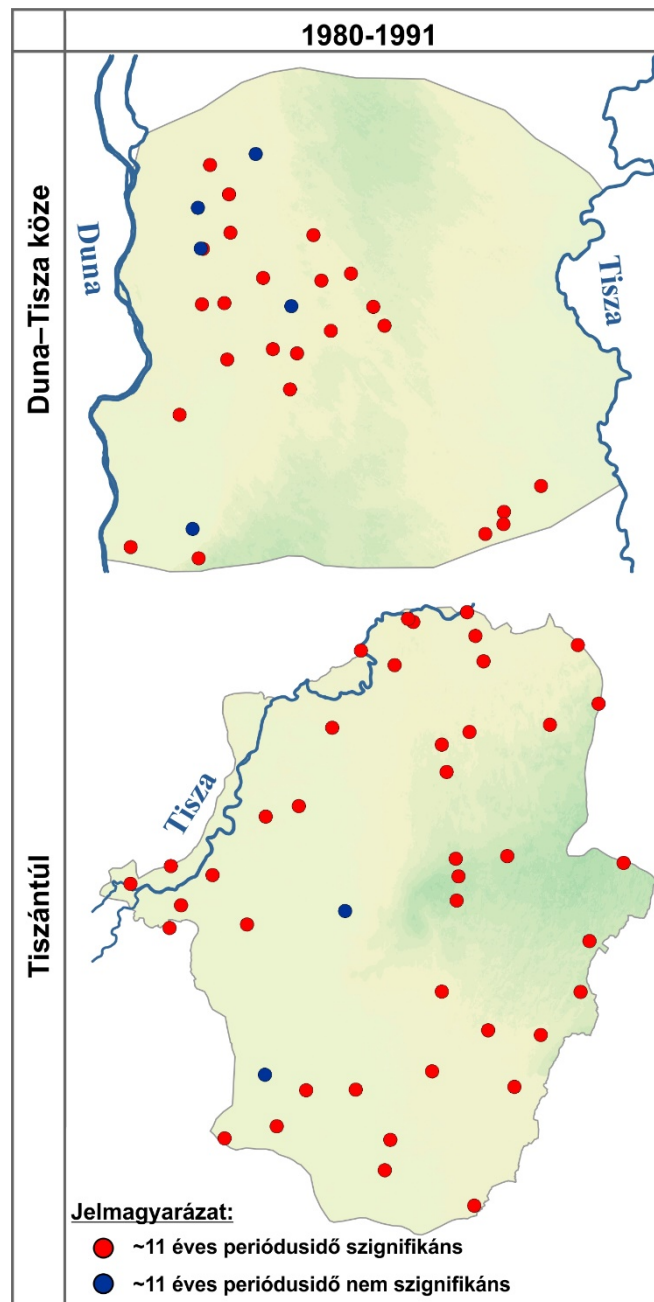 1980-1991
Duna–Tisza köze
Duna
Tisza
Tiszántúl
Tisza
Jelmagyarázat:
~11 éves periódusidő szignifikáns
~11 éves periódusidő nem szignifikáns